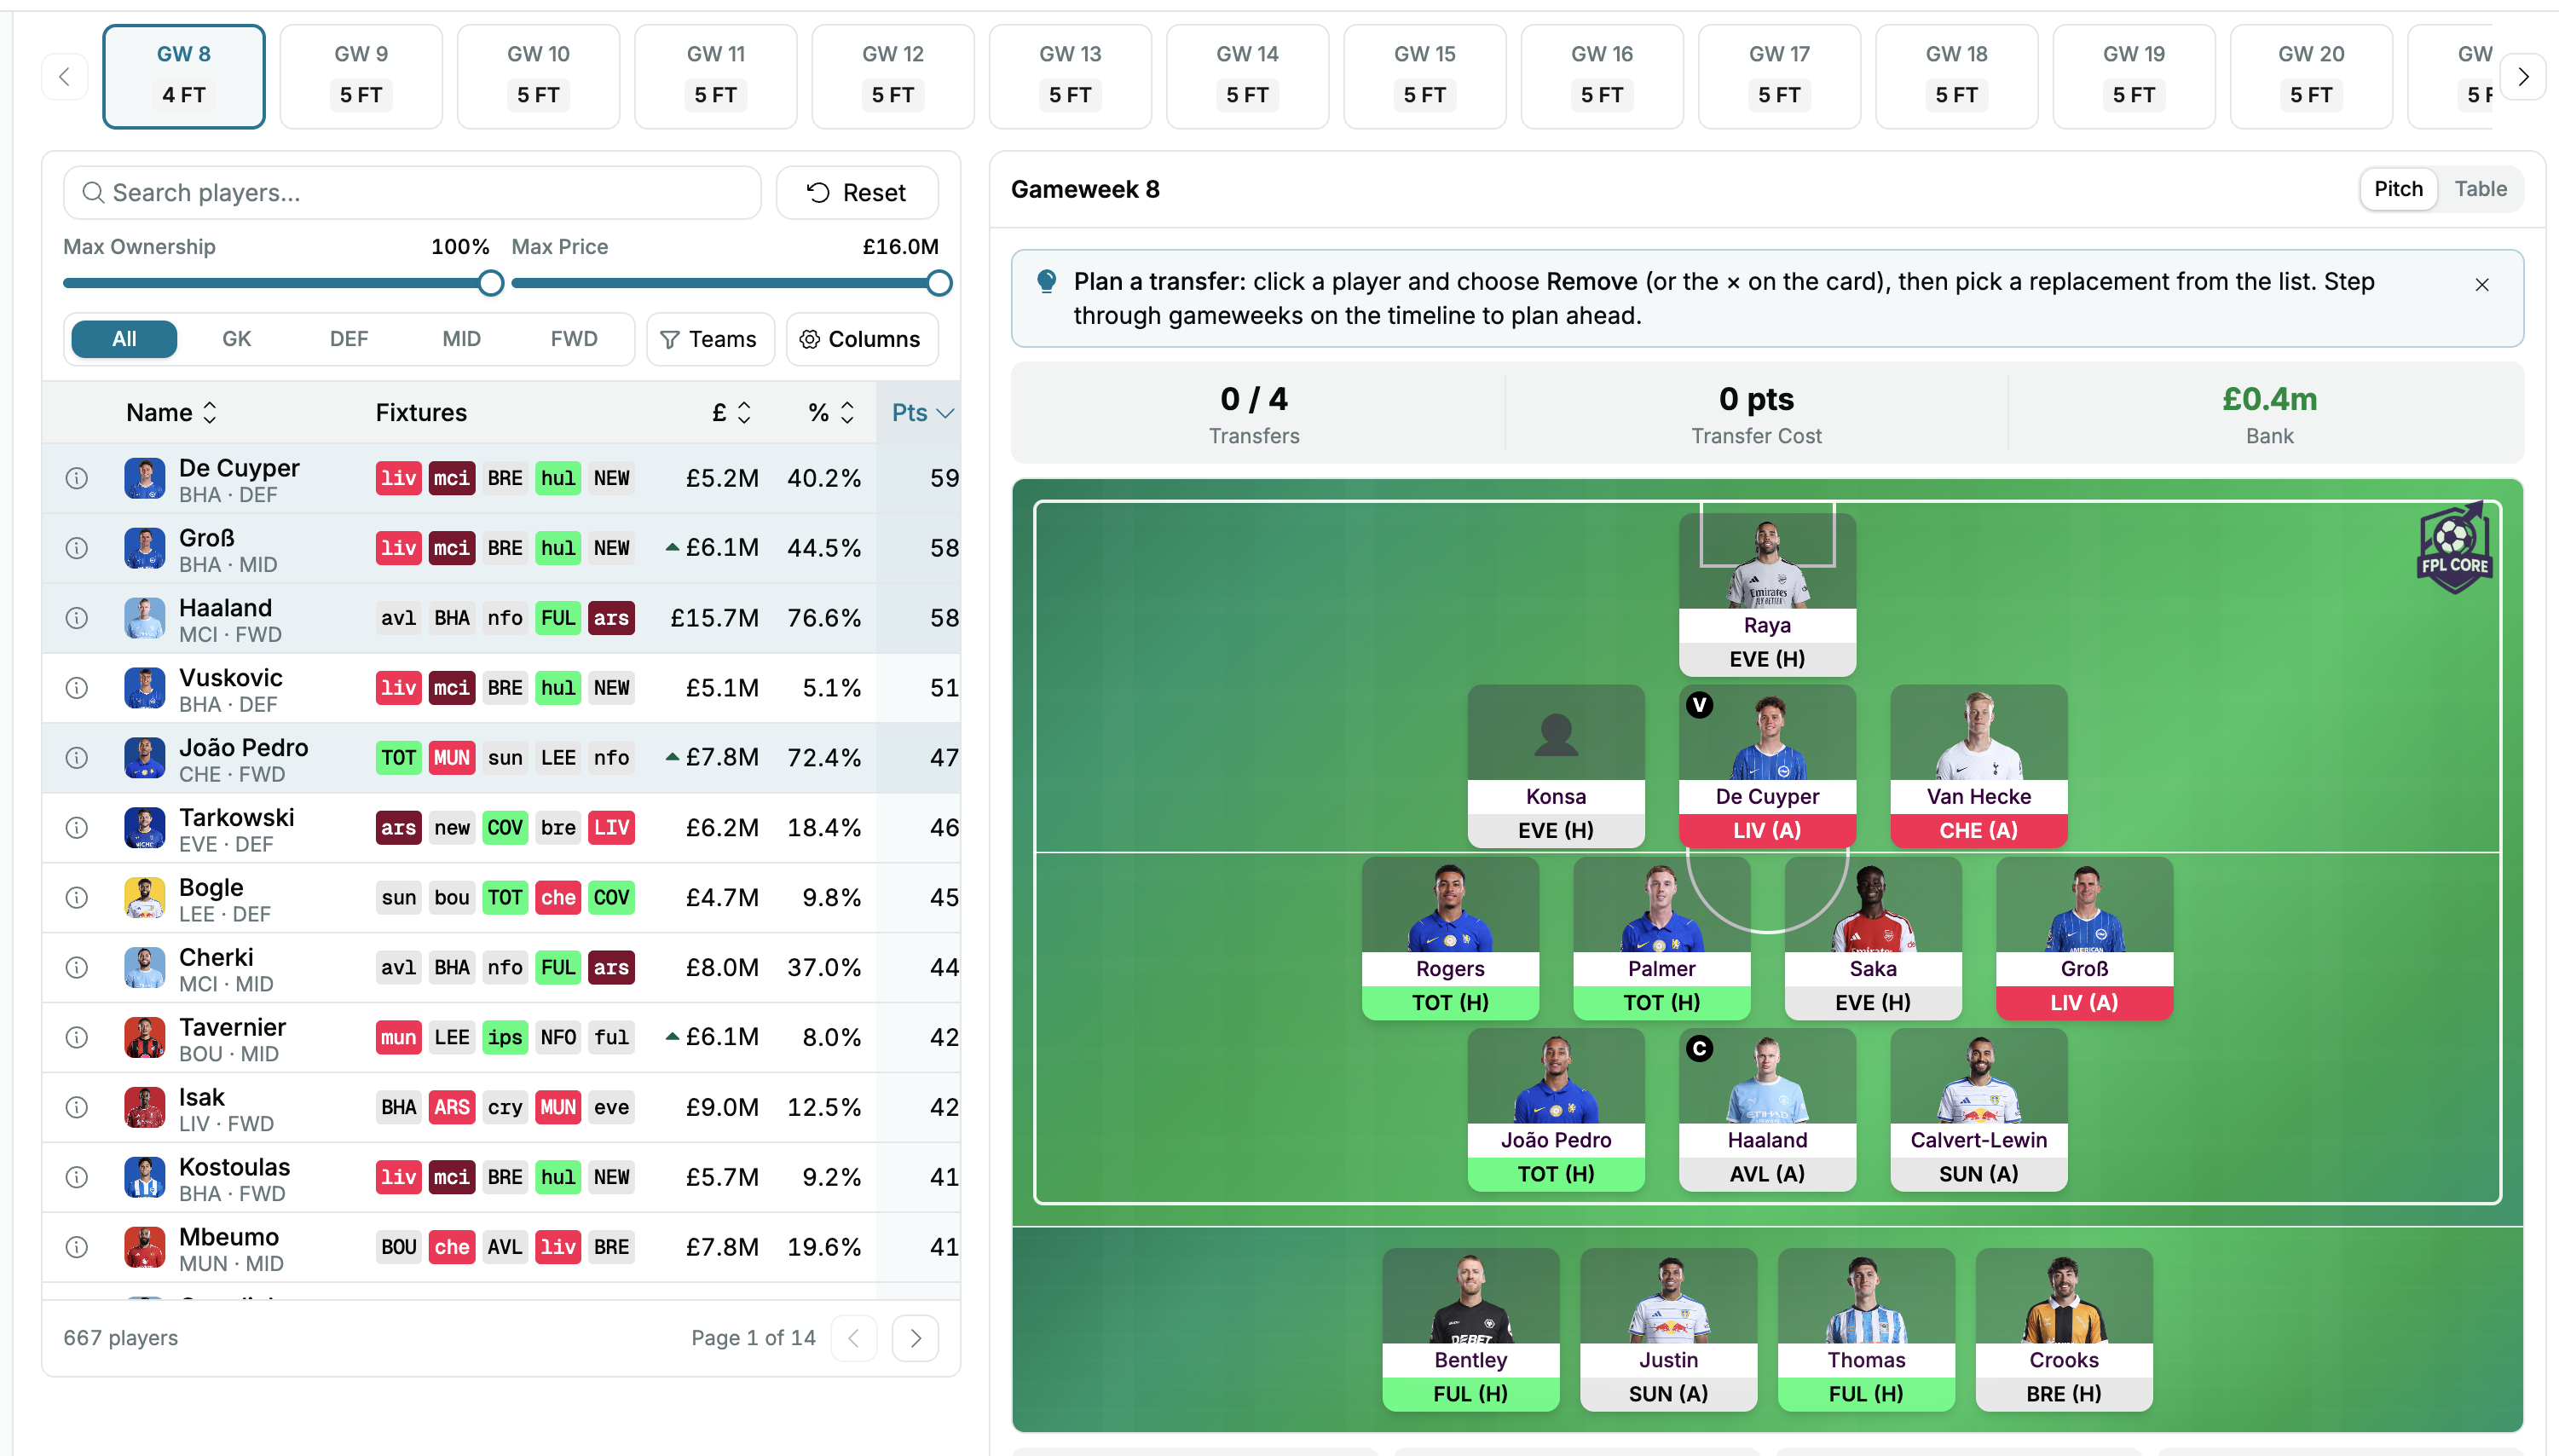 GW 8
4 FT
GW 9
5 FT
GW 10
5 FT
GW 11
5 FT
GW 12
5 FT
GW 13
5 FT
GW 14
5 FT
GW 15
5 FT
GW 16
5 FT
GW 17
5 FT
GW 18
5 FT
GW 19
5 FT
GW 20
5 FT
GW
5 F
Search players...
Reset
Max Ownership 100%
Max Price £16.0M
All GK DEF MID FWD
Teams
Columns
Name Fixtures £ % Pts
De Cuyper
BHA · DEF
liv mci BRE hul NEW £5.2M 40.2% 59
Groß
BHA · MID
liv mci BRE hul NEW £6.1M 44.5% 58
Haaland
MCI · FWD
avl BHA nfo FUL ars £15.7M 76.6% 58
Vuskovic
BHA · DEF
liv mci BRE hul NEW £5.1M 5.1% 51
João Pedro
CHE · FWD
TOT MUN sun LEE nfo £7.8M 72.4% 47
Tarkowski
EVE · DEF
ars new COV bre LIV £6.2M 18.4% 46
Bogle
LEE · DEF
sun bou TOT che COV £4.7M 9.8% 45
Cherki
MCI · MID
avl BHA nfo FUL ars £8.0M 37.0% 44
Tavernier
BOU · MID
mun LEE ips NFO ful £6.1M 8.0% 42
Isak
LIV · FWD
BHA ARS cry MUN eve £9.0M 12.5% 42
Kostoulas
BHA · FWD
liv mci BRE hul NEW £5.7M 9.2% 41
Mbeumo
MUN · MID
BOU che AVL liv BRE £7.8M 19.6% 41
667 players
Page 1 of 14
Gameweek 8
Pitch Table
Plan a transfer: click a player and choose Remove (or the × on the card), then pick a replacement from the list. Step
through gameweeks on the timeline to plan ahead.
0 / 4
Transfers
0 pts
Transfer Cost
£0.4m
Bank
FPL CORE
Emirates
FLY BETTER
Raya
EVE (H)
Konsa
EVE (H)
V
De Cuyper
LIV (A)
Van Hecke
CHE (A)
Rogers
TOT (H)
Palmer
TOT (H)
Saka
EVE (H)
AMERICAN
Groß
LIV (A)
João Pedro
TOT (H)
C
ETIHAD
Haaland
AVL (A)
Calvert-Lewin
SUN (A)
DEBET
Bentley
FUL (H)
Justin
SUN (A)
Thomas
FUL (H)
Crooks
BRE (H)